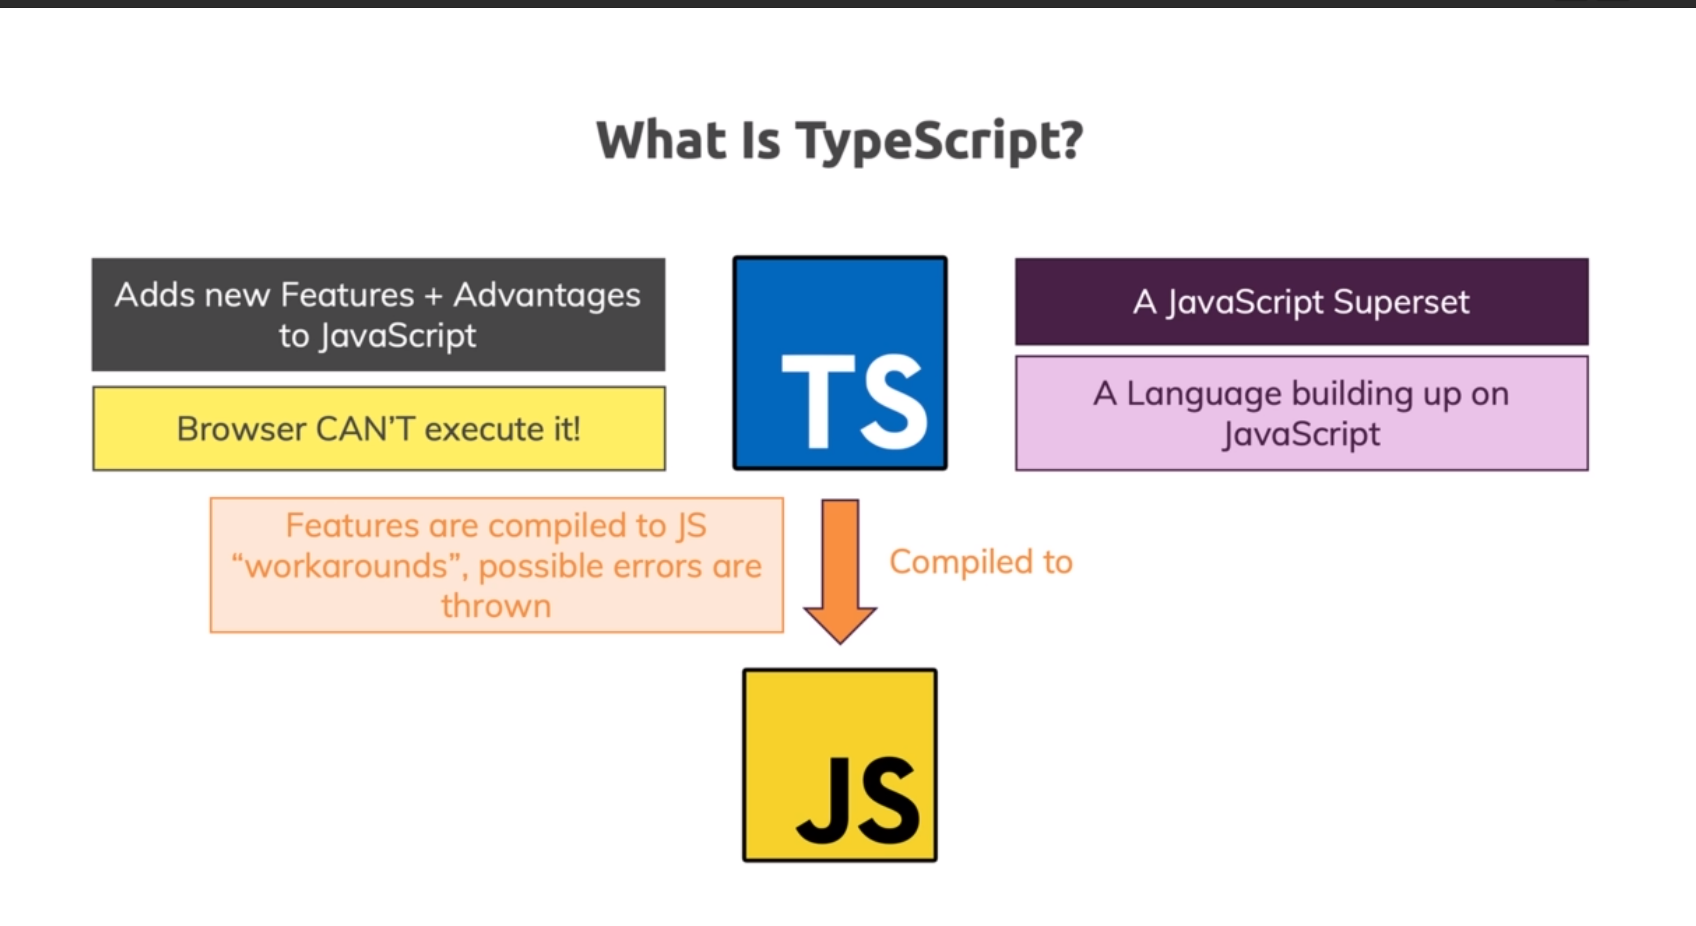 What Is TypeScript?
Adds new Features + Advantages
to JavaScript
Browser CAN’T execute it!
TS
A JavaScript Superset
A Language building up on
JavaScript
Features are compiled to JS
“workarounds”, possible errors are
thrown
Compiled to
JS